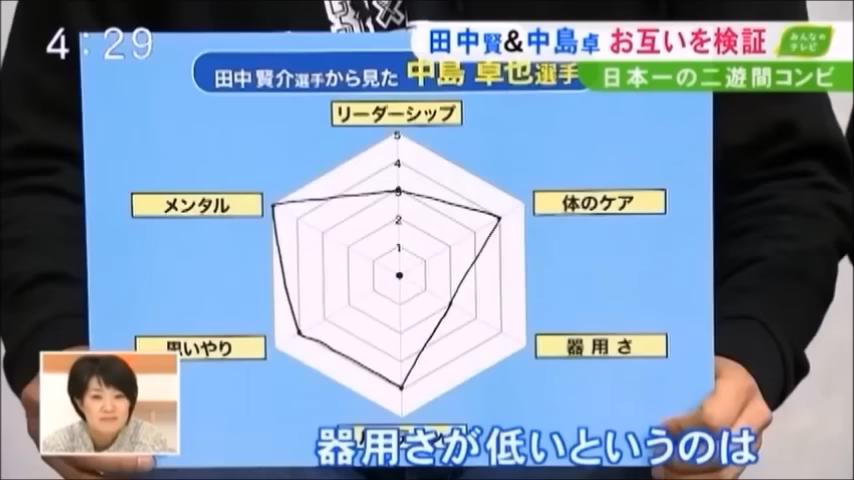 4:29
田中賢&中島卓 お互いを検証
みんなのテレビ
日本一の二遊間コンビ
田中賢介選手から見た 中島 卓也選手
リーダーシップ
5
4
3
2
1
メンタル
体のケア
思いやり
器用さ
器用さが低いというのは